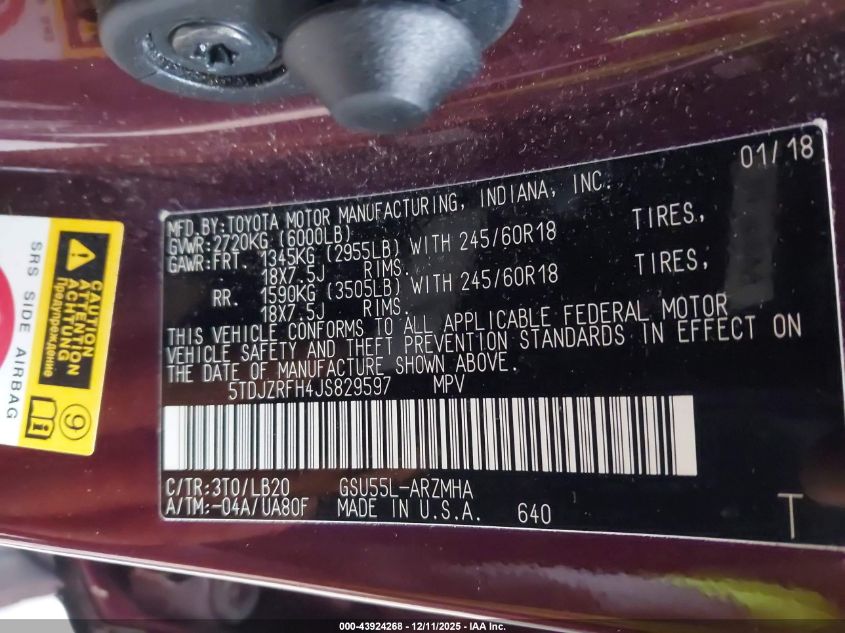 01/18
MFD.BY:TOYOTA MOTOR MANUFACTURING, INDIANA, INC.
GVWR:2720KG (6000LB)
GAWR:FRT. 1345KG (2955LB) WITH 245/60R18 TIRES,
18X7.5J RIMS.
RR. 1590KG (3505LB) WITH 245/60R18 TIRES,
18X7.5J RIMS.
THIS VEHICLE CONFORMS TO ALL APPLICABLE FEDERAL MOTOR
VEHICLE SAFETY AND THEFT PREVENTION STANDARDS IN EFFECT ON
THE DATE OF MANUFACTURE SHOWN ABOVE.
5TDJZRFH4JS829597 MPV
C/TR:3T0/LB20 GSU55L-ARZMHA
A/TM:-04A/UA80F MADE IN U.S.A. 640
T
SRS SIDE AIRBAG
CAUTION
ATTENTION
ACHTUNG
Предупреждение
9
i
000-43924268 - 12/11/2025 - IAA Inc.